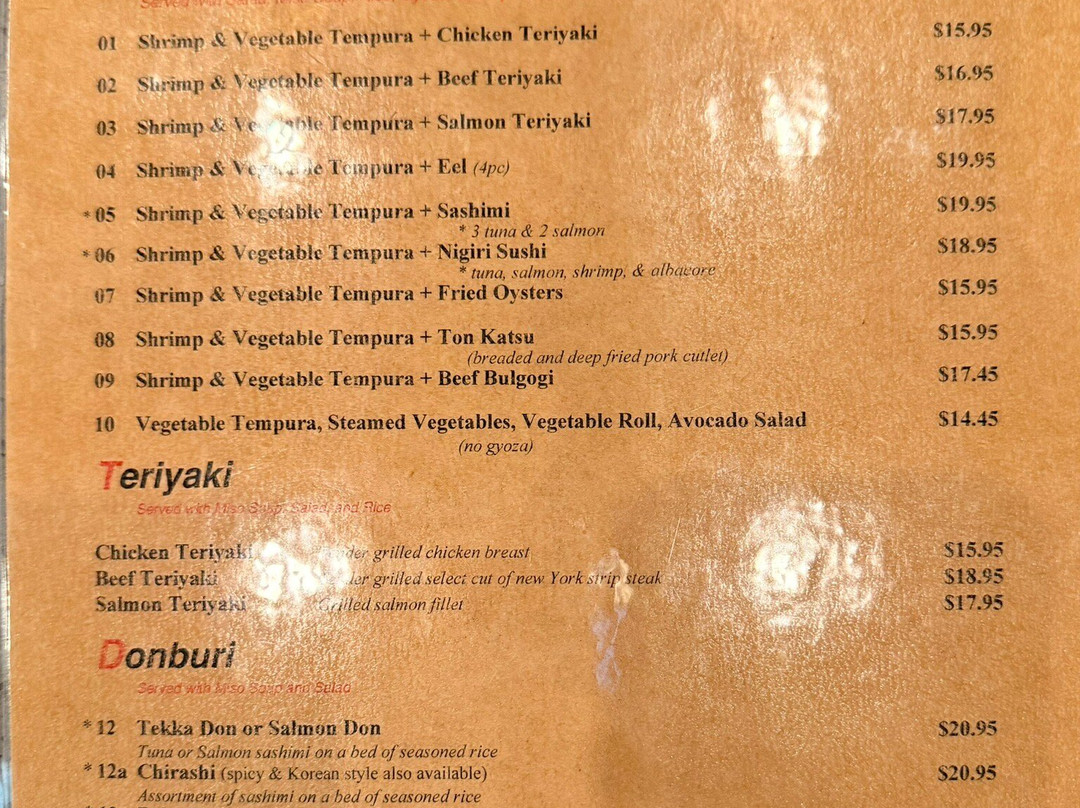 Served with
01 Shrimp & Vegetable Tempura + Chicken Teriyaki $15.95
02 Shrimp & Vegetable Tempura + Beef Teriyaki $16.95
03 Shrimp & Vegetable Tempura + Salmon Teriyaki $17.95
04 Shrimp & Vegetable Tempura + Eel (4pc) $19.95
* 05 Shrimp & Vegetable Tempura + Sashimi $19.95
* 3 tuna & 2 salmon
* 06 Shrimp & Vegetable Tempura + Nigiri Sushi $18.95
* tuna, salmon, shrimp, & albacore
07 Shrimp & Vegetable Tempura + Fried Oysters $15.95
08 Shrimp & Vegetable Tempura + Ton Katsu $15.95
(breaded and deep fried pork cutlet)
09 Shrimp & Vegetable Tempura + Beef Bulgogi $17.45
10 Vegetable Tempura, Steamed Vegetables, Vegetable Roll, Avocado Salad $14.45
(no gyoza)
Teriyaki
Served with Miso Soup, Salad, and Rice
Chicken Teriyaki Tender grilled chicken breast $15.95
Beef Teriyaki Tender grilled select cut of new York strip steak $18.95
Salmon Teriyaki Grilled salmon fillet $17.95
Donburi
Served with Miso Soup and Salad
* 12 Tekka Don or Salmon Don $20.95
Tuna or Salmon sashimi on a bed of seasoned rice
* 12a Chirashi (spicy & Korean style also available) $20.95
Assortment of sashimi on a bed of seasoned rice